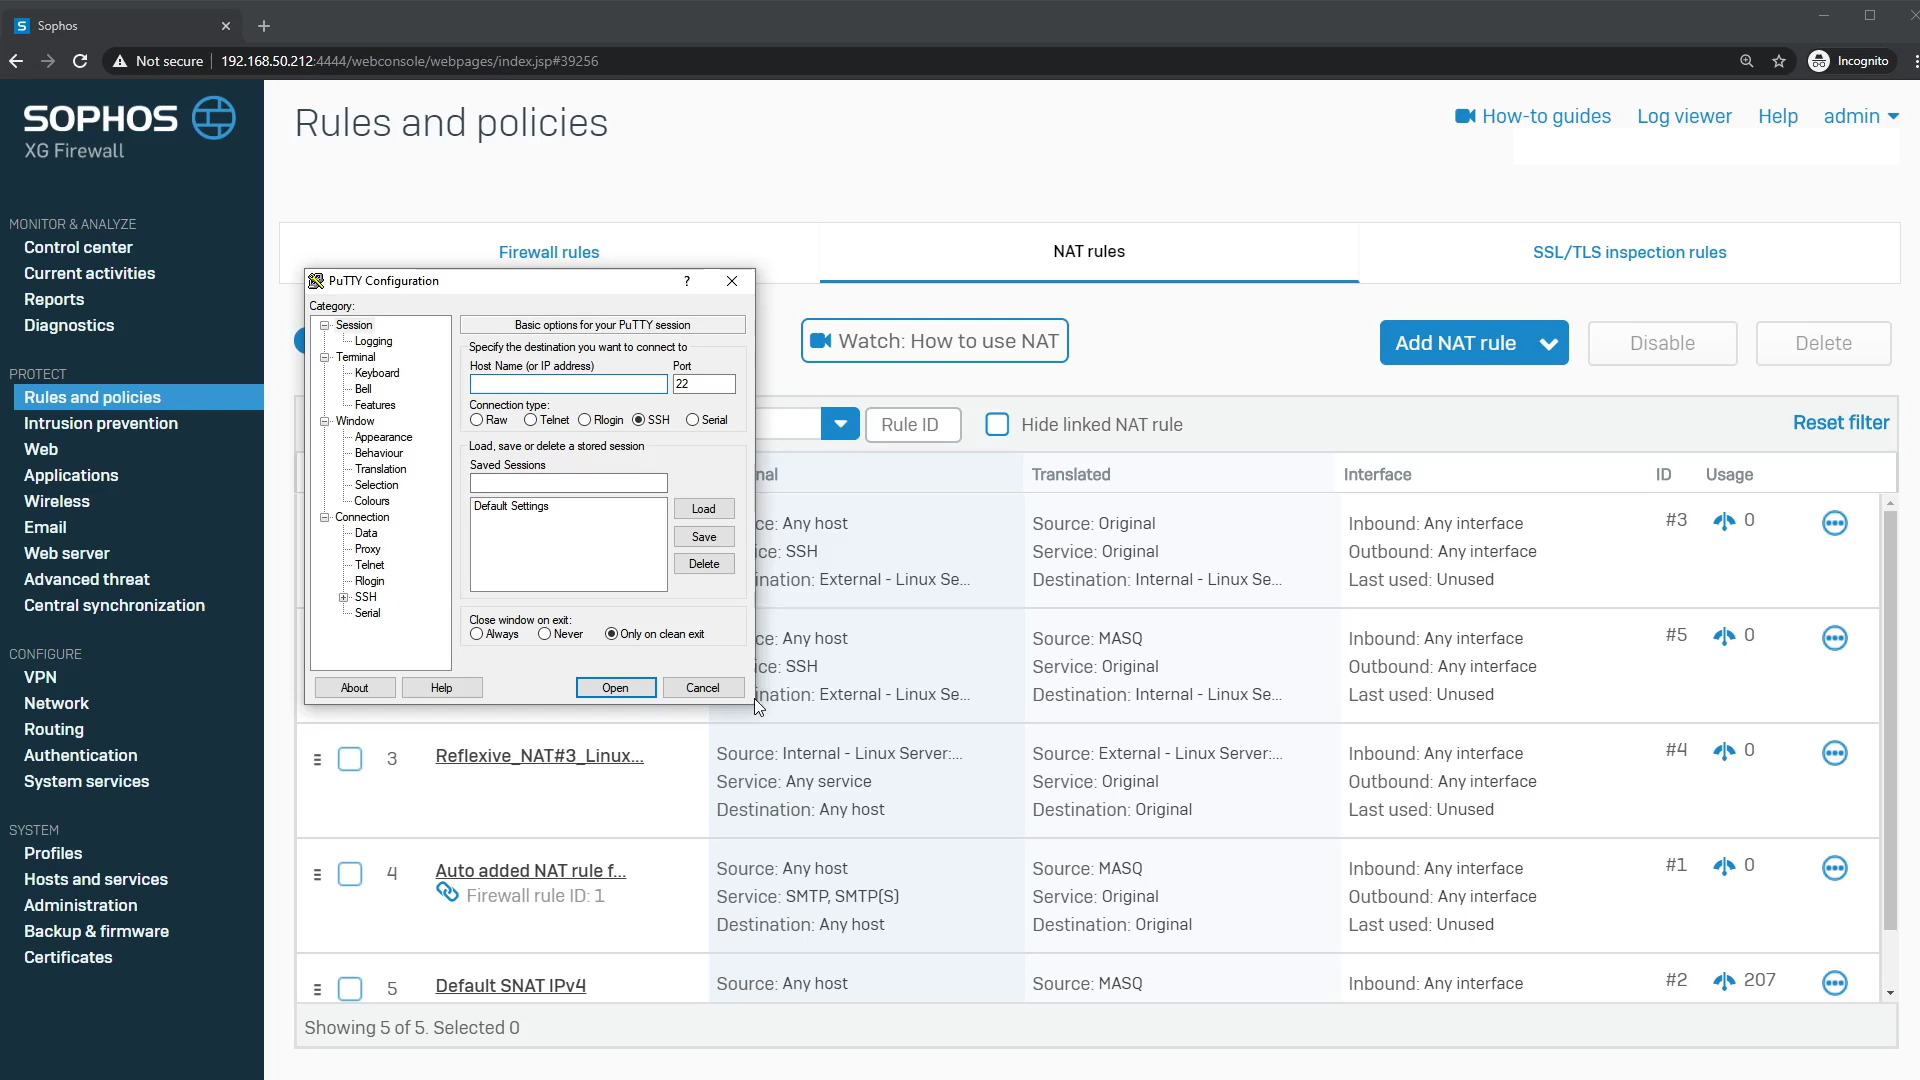 Sophos
Not secure
192.168.50.212:4444/webconsole/webpages/index.jsp#39256
Incognito
SOPHOS
XG Firewall
MONITOR & ANALYZE
Control center
Current activities
Reports
Diagnostics
PROTECT
Rules and policies
Intrusion prevention
Web
Applications
Wireless
Email
Web server
Advanced threat
Central synchronization
CONFIGURE
VPN
Network
Routing
Authentication
System services
SYSTEM
Profiles
Hosts and services
Administration
Backup & firmware
Certificates
Rules and policies
How-to guides
Log viewer
Help
admin
Firewall rules
NAT rules
SSL/TLS inspection rules
PuTTY Configuration
?
Category:
Session
Logging
Terminal
Keyboard
Bell
Features
Window
Appearance
Behaviour
Translation
Selection
Colours
Connection
Data
Proxy
Telnet
Rlogin
SSH
Serial
Basic options for your PuTTY session
Specify the destination you want to connect to
Host Name (or IP address)
Port
22
Connection type:
Raw Telnet Rlogin SSH Serial
Load, save or delete a stored session
Saved Sessions
Default Settings
Load
Save
Delete
Close window on exit:
Always Never Only on clean exit
About
Help
Open
Cancel
Watch: How to use NAT
Add NAT rule
Disable
Delete
Rule ID
Hide linked NAT rule
Reset filter
nal
Translated
Interface
ID
Usage
ce: Any host
ice: SSH
ination: External - Linux Se...
Source: Original
Service: Original
Destination: Internal - Linux Se...
Inbound: Any interface
Outbound: Any interface
Last used: Unused
#3
0
ce: Any host
ice: SSH
ination: External - Linux Se...
Source: MASQ
Service: Original
Destination: Internal - Linux Se...
Inbound: Any interface
Outbound: Any interface
Last used: Unused
#5
0
3
Reflexive_NAT#3_Linux...
Source: Internal - Linux Server:...
Service: Any service
Destination: Any host
Source: External - Linux Server:...
Service: Original
Destination: Original
Inbound: Any interface
Outbound: Any interface
Last used: Unused
#4
0
4
Auto added NAT rule f...
Firewall rule ID: 1
Source: Any host
Service: SMTP, SMTP(S)
Destination: Any host
Source: MASQ
Service: Original
Destination: Original
Inbound: Any interface
Outbound: Any interface
Last used: Unused
#1
0
5
Default SNAT IPv4
Source: Any host
Source: MASQ
Inbound: Any interface
#2
207
Showing 5 of 5. Selected 0